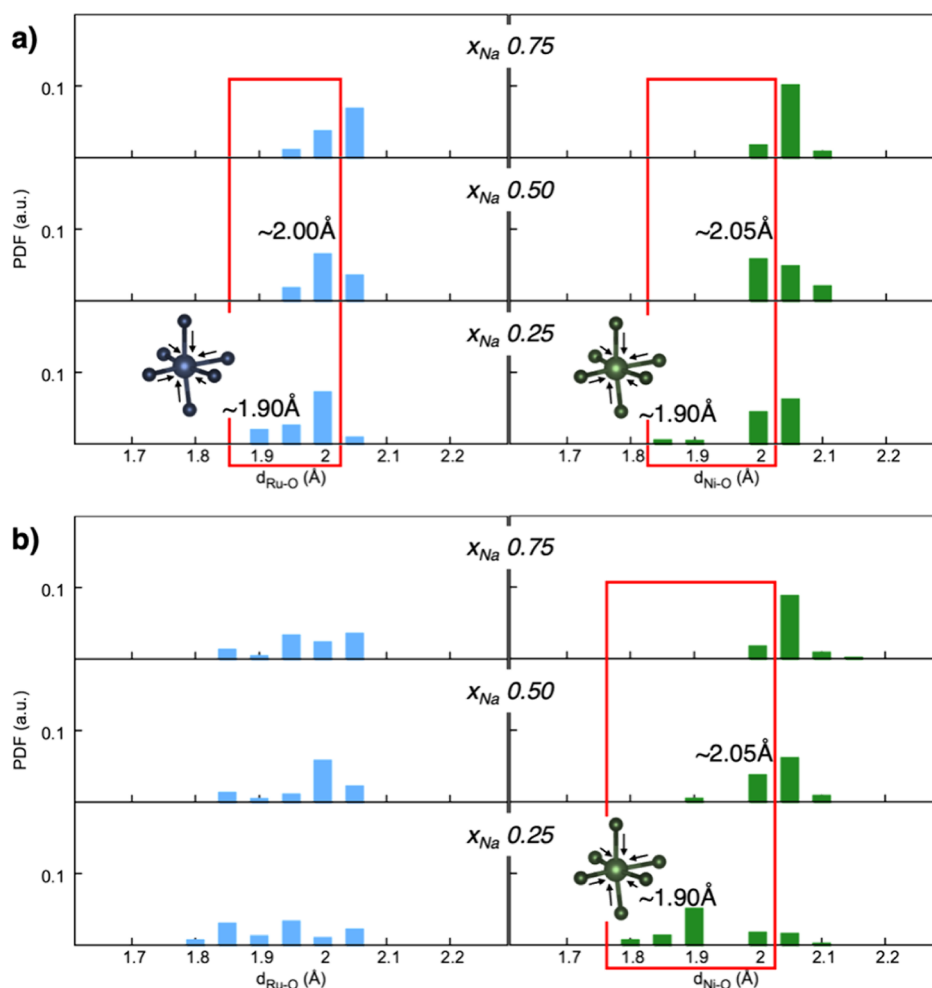 a)
x_Na 0.75
0.1
x_Na 0.50
0.1
~2.00Å
~2.05Å
x_Na 0.25
0.1
~1.90Å
~1.90Å
PDF (a.u.)
1.7 1.8 1.9 2 2.1 2.2
1.7 1.8 1.9 2 2.1 2.2
d_Ru-O (Å)
d_Ni-O (Å)
b)
x_Na 0.75
0.1
x_Na 0.50
0.1
~2.05Å
x_Na 0.25
0.1
~1.90Å
PDF (a.u.)
1.7 1.8 1.9 2 2.1 2.2
1.7 1.8 1.9 2 2.1 2.2
d_Ru-O (Å)
d_Ni-O (Å)